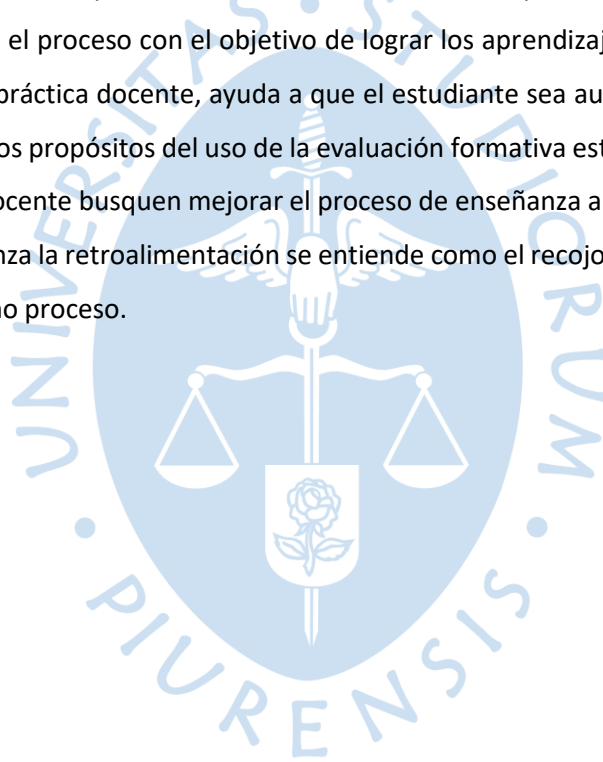 el proceso con el objetivo de lograr los aprendizaj
práctica docente, ayuda a que el estudiante sea au
os propósitos del uso de la evaluación formativa est
ocente busquen mejorar el proceso de enseñanza a
nza la retroalimentación se entiende como el recojo
no proceso.
UNIVERSITAS • STUDIORUM • PIURENSIS •